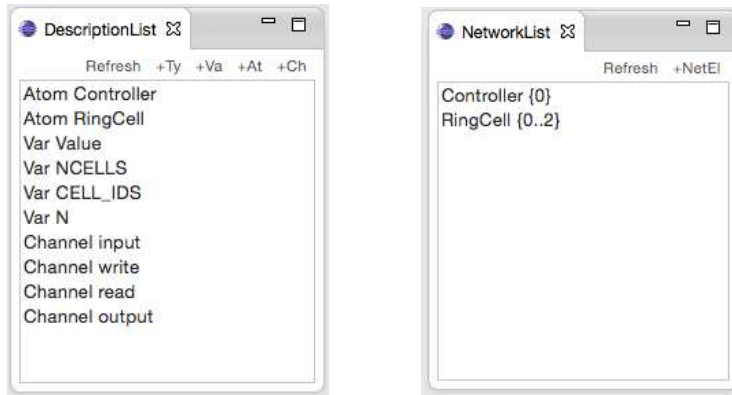 DescriptionList
Refresh +Ty +Va +At +Ch
Atom Controller
Atom RingCell
Var Value
Var NCELLS
Var CELL_IDS
Var N
Channel input
Channel write
Channel read
Channel output
NetworkList
Refresh +NetEl
Controller {0}
RingCell {0..2}